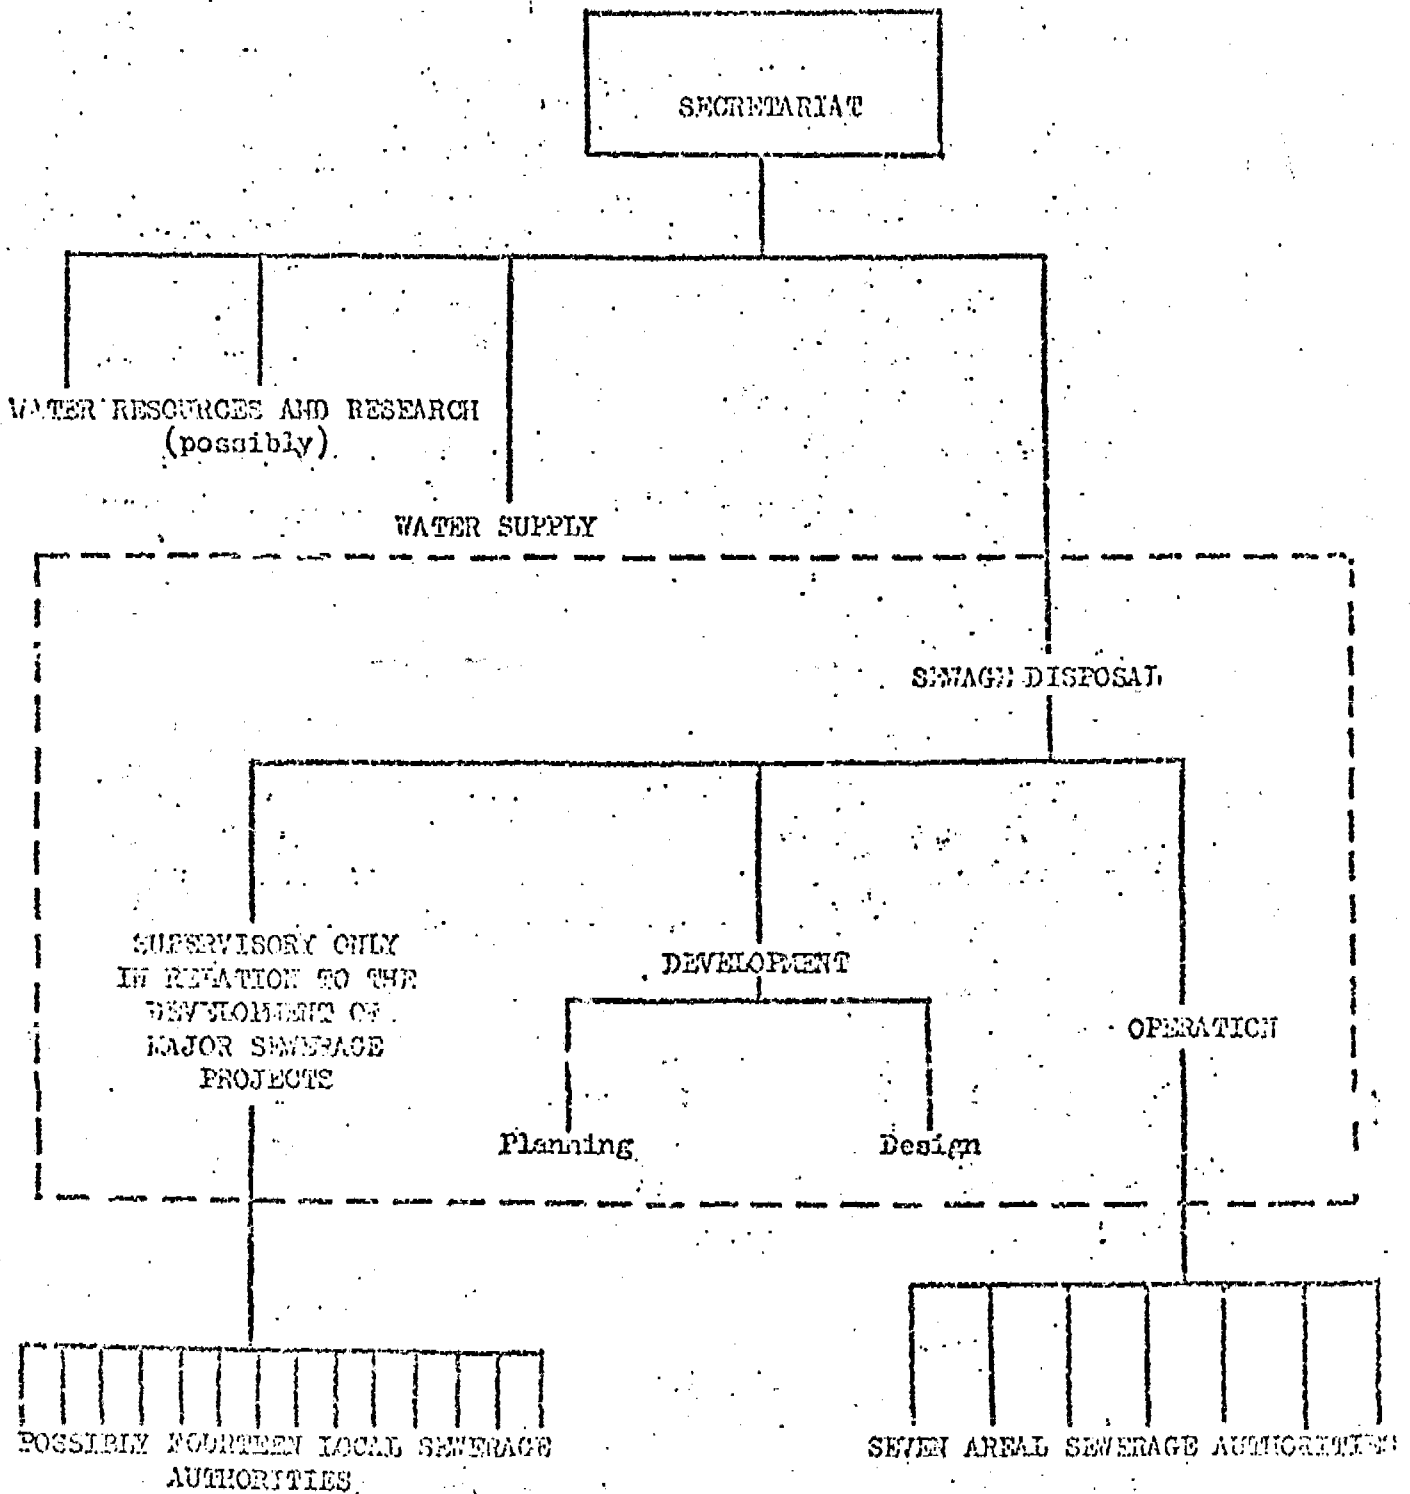 SECRETARIAT
WATER RESOURCES AND RESEARCH
(possibly)
WATER SUPPLY
SEWAGE DISPOSAL
SUPERVISORY ONLY
IN RELATION TO THE
DEVELOPMENT OF
MAJOR SEWERAGE
PROJECTS
DEVELOPMENT
OPERATION
Planning
Design
POSSIBLY FOURTEEN LOCAL SEWERAGE
AUTHORITIES
SEVEN AREAL SEWERAGE AUTHORITIES